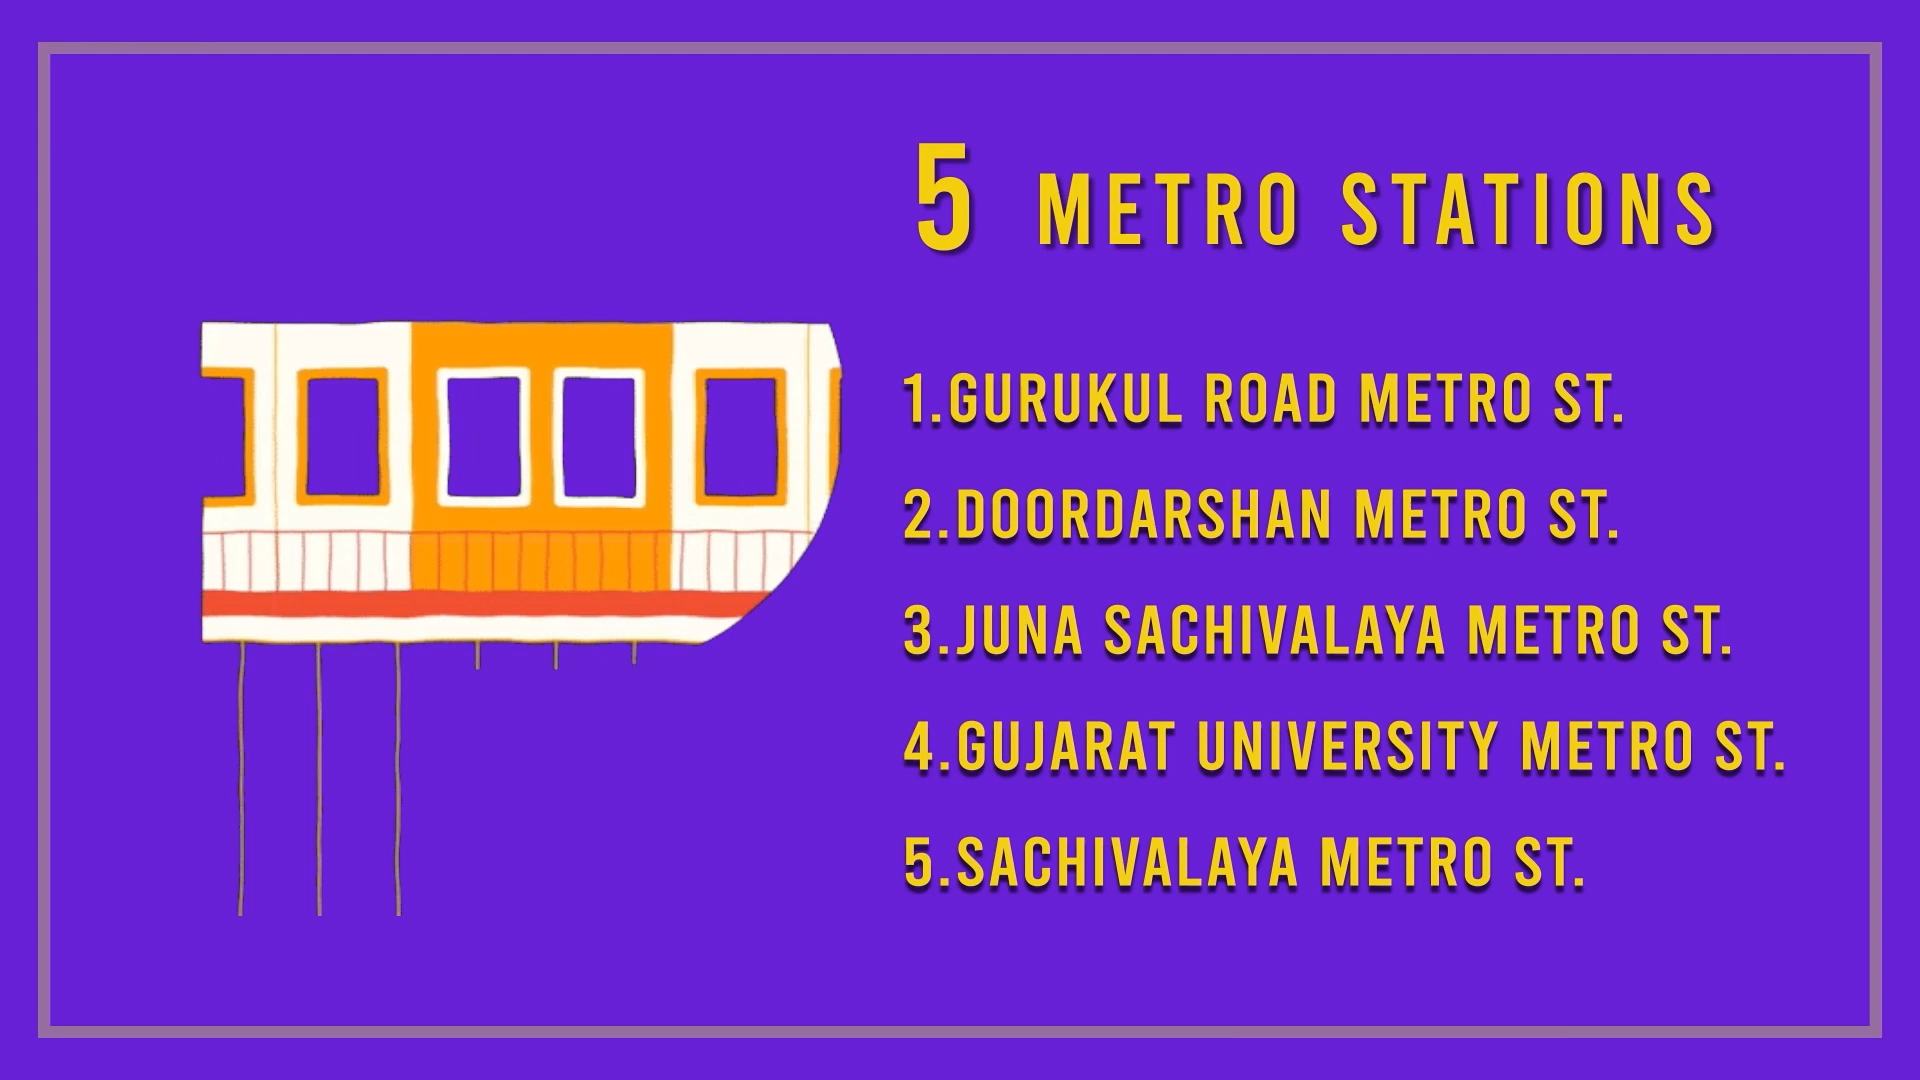 5 METRO STATIONS
1.GURUKUL ROAD METRO ST.
2.DOORDARSHAN METRO ST.
3.JUNA SACHIVALAYA METRO ST.
4.GUJARAT UNIVERSITY METRO ST.
5.SACHIVALAYA METRO ST.